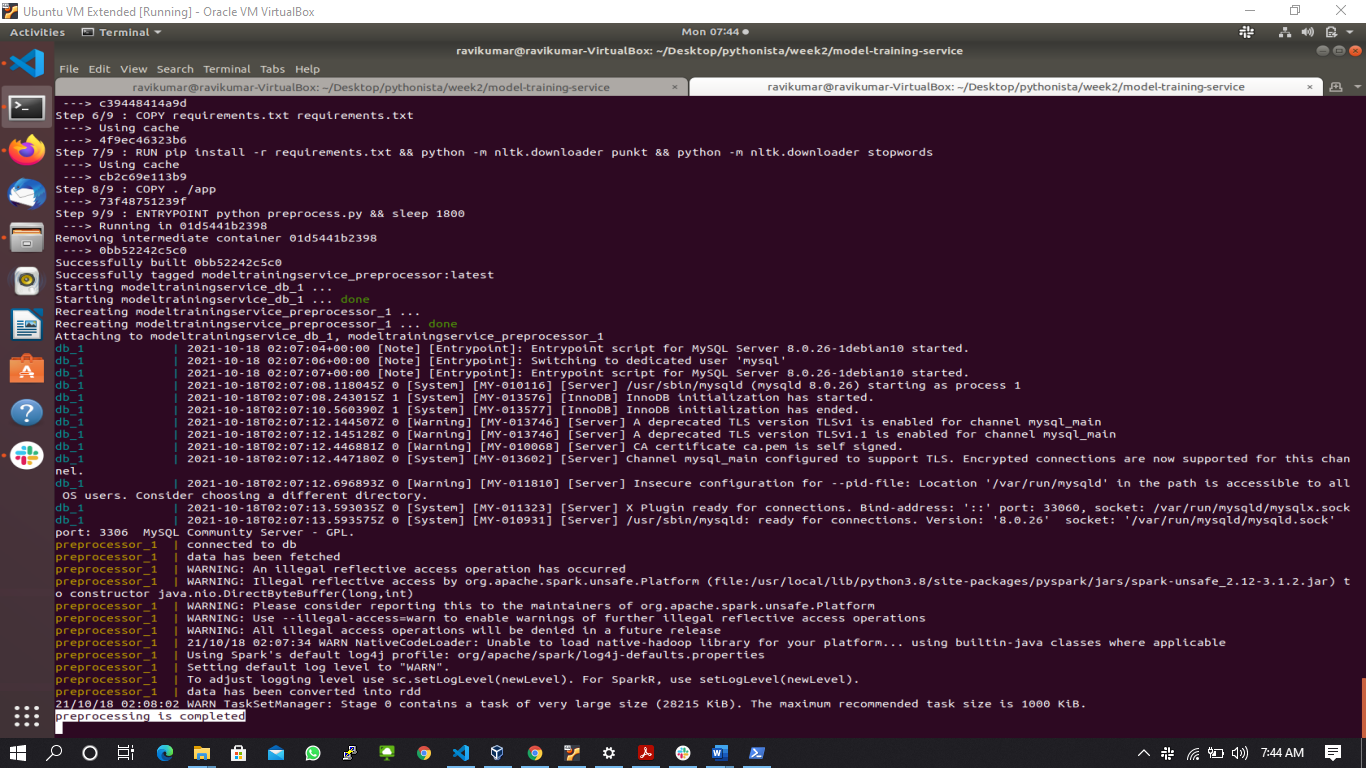 Ubuntu VM Extended [Running] - Oracle VM VirtualBox
Activities Terminal Mon 07:44
ravikumar@ravikumar-VirtualBox: ~/Desktop/pythonista/week2/model-training-service
File Edit View Search Terminal Tabs Help
ravikumar@ravikumar-VirtualBox: ~/Desktop/pythonista/week2/model-training-service × ravikumar@ravikumar-VirtualBox: ~/Desktop/pythonista/week2/model-training-service ×
---> c39448414a9d
Step 6/9 : COPY requirements.txt requirements.txt
---> Using cache
---> 4f9ec46323b6
Step 7/9 : RUN pip install -r requirements.txt && python -m nltk.downloader punkt && python -m nltk.downloader stopwords
---> Using cache
---> cb2c69e113b9
Step 8/9 : COPY . /app
---> 73f48751239f
Step 9/9 : ENTRYPOINT python preprocess.py && sleep 1800
---> Running in 01d5441b2398
Removing intermediate container 01d5441b2398
---> 0bb52242c5c0
Successfully built 0bb52242c5c0
Successfully tagged modeltrainingservice_preprocessor:latest
Starting modeltrainingservice_db_1 ...
Starting modeltrainingservice_db_1 ... done
Recreating modeltrainingservice_preprocessor_1 ...
Recreating modeltrainingservice_preprocessor_1 ... done
Attaching to modeltrainingservice_db_1, modeltrainingservice_preprocessor_1
db_1 | 2021-10-18 02:07:04+00:00 [Note] [Entrypoint]: Entrypoint script for MySQL Server 8.0.26-1debian10 started.
db_1 | 2021-10-18 02:07:06+00:00 [Note] [Entrypoint]: Switching to dedicated user 'mysql'
db_1 | 2021-10-18 02:07:07+00:00 [Note] [Entrypoint]: Entrypoint script for MySQL Server 8.0.26-1debian10 started.
db_1 | 2021-10-18T02:07:08.118045Z 0 [System] [MY-010116] [Server] /usr/sbin/mysqld (mysqld 8.0.26) starting as process 1
db_1 | 2021-10-18T02:07:08.243015Z 1 [System] [MY-013576] [InnoDB] InnoDB initialization has started.
db_1 | 2021-10-18T02:07:10.560390Z 1 [System] [MY-013577] [InnoDB] InnoDB initialization has ended.
db_1 | 2021-10-18T02:07:12.144507Z 0 [Warning] [MY-013746] [Server] A deprecated TLS version TLSv1 is enabled for channel mysql_main
db_1 | 2021-10-18T02:07:12.145128Z 0 [Warning] [MY-013746] [Server] A deprecated TLS version TLSv1.1 is enabled for channel mysql_main
db_1 | 2021-10-18T02:07:12.446881Z 0 [Warning] [MY-010068] [Server] CA certificate ca.pem is self signed.
db_1 | 2021-10-18T02:07:12.447180Z 0 [System] [MY-013602] [Server] Channel mysql_main configured to support TLS. Encrypted connections are now supported for this chan
nel.
db_1 | 2021-10-18T02:07:12.696893Z 0 [Warning] [MY-011810] [Server] Insecure configuration for --pid-file: Location '/var/run/mysqld' in the path is accessible to all
OS users. Consider choosing a different directory.
db_1 | 2021-10-18T02:07:13.593035Z 0 [System] [MY-011323] [Server] X Plugin ready for connections. Bind-address: '::' port: 33060, socket: /var/run/mysqld/mysqlx.sock
db_1 | 2021-10-18T02:07:13.593575Z 0 [System] [MY-010931] [Server] /usr/sbin/mysqld: ready for connections. Version: '8.0.26' socket: '/var/run/mysqld/mysqld.sock'
port: 3306 MySQL Community Server - GPL.
preprocessor_1 | connected to db
preprocessor_1 | data has been fetched
preprocessor_1 | WARNING: An illegal reflective access operation has occurred
preprocessor_1 | WARNING: Illegal reflective access by org.apache.spark.unsafe.Platform (file:/usr/local/lib/python3.8/site-packages/pyspark/jars/spark-unsafe_2.12-3.1.2.jar) t
o constructor java.nio.DirectByteBuffer(long,int)
preprocessor_1 | WARNING: Please consider reporting this to the maintainers of org.apache.spark.unsafe.Platform
preprocessor_1 | WARNING: Use --illegal-access=warn to enable warnings of further illegal reflective access operations
preprocessor_1 | WARNING: All illegal access operations will be denied in a future release
preprocessor_1 | 21/10/18 02:07:34 WARN NativeCodeLoader: Unable to load native-hadoop library for your platform... using builtin-java classes where applicable
preprocessor_1 | Using Spark's default log4j profile: org/apache/spark/log4j-defaults.properties
preprocessor_1 | Setting default log level to "WARN".
preprocessor_1 | To adjust logging level use sc.setLogLevel(newLevel). For SparkR, use setLogLevel(newLevel).
preprocessor_1 | data has been converted into rdd
21/10/18 02:08:02 WARN TaskSetManager: Stage 0 contains a task of very large size (28215 KiB). The maximum recommended task size is 1000 KiB.
preprocessing is completed
7:44 AM